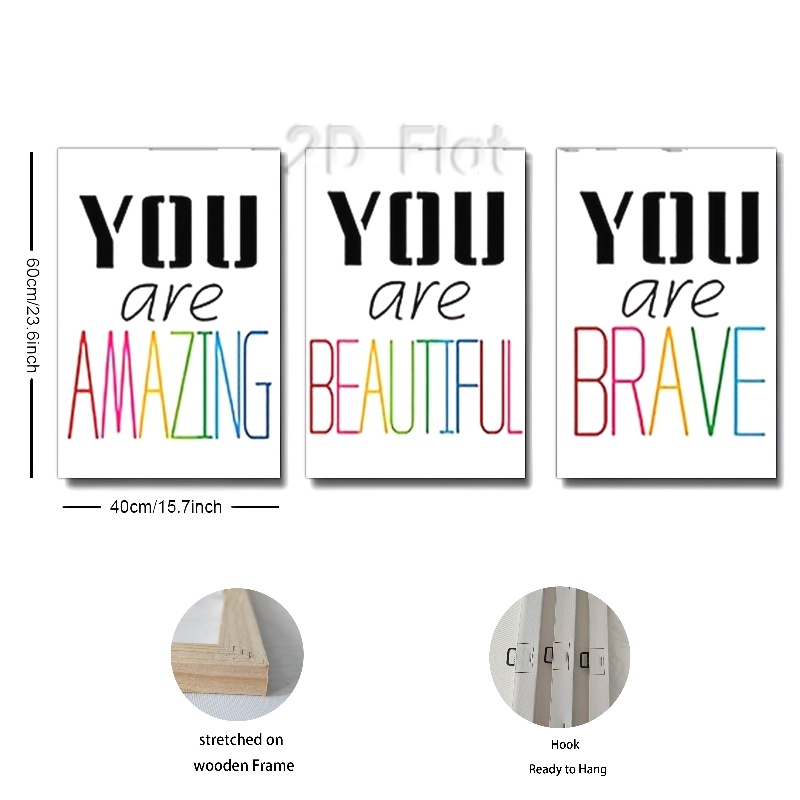 2D Flat
YOU
are
AMAZING
YOU
are
BEAUTIFUL
YOU
are
BRAVE
60cm/23.6inch
40cm/15.7inch
stretched on
wooden Frame
Hook
Ready to Hang